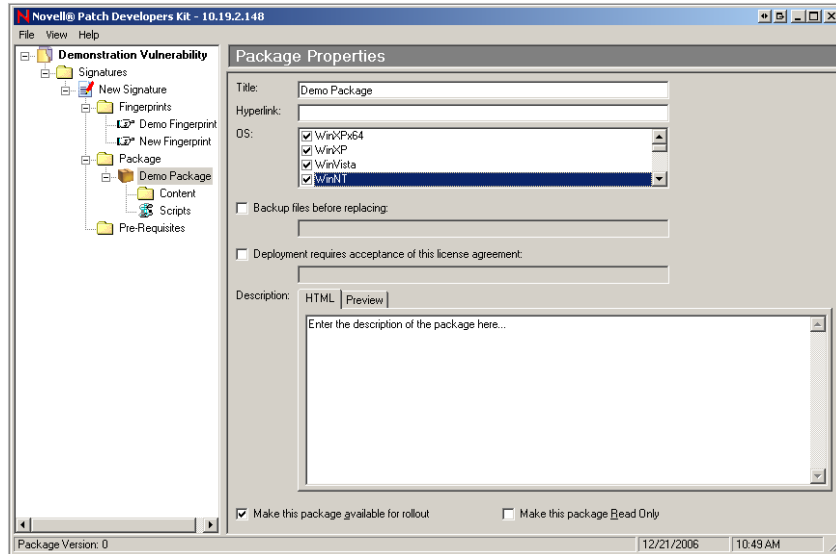 Novell® Patch Developers Kit - 10.19.2.148
File View Help
Demonstration Vulnerability
Signatures
New Signature
Fingerprints
Demo Fingerprint
New Fingerprint
Package
Demo Package
Content
Scripts
Pre-Requisites
Package Properties
Title: Demo Package
Hyperlink:
OS: WinXPx64
WinXP
WinVista
WinNT
Backup files before replacing:
Deployment requires acceptance of this license agreement:
Description: HTML Preview
Enter the description of the package here...
Make this package available for rollout Make this package Read Only
Package Version: 0 12/21/2006 10:49 AM